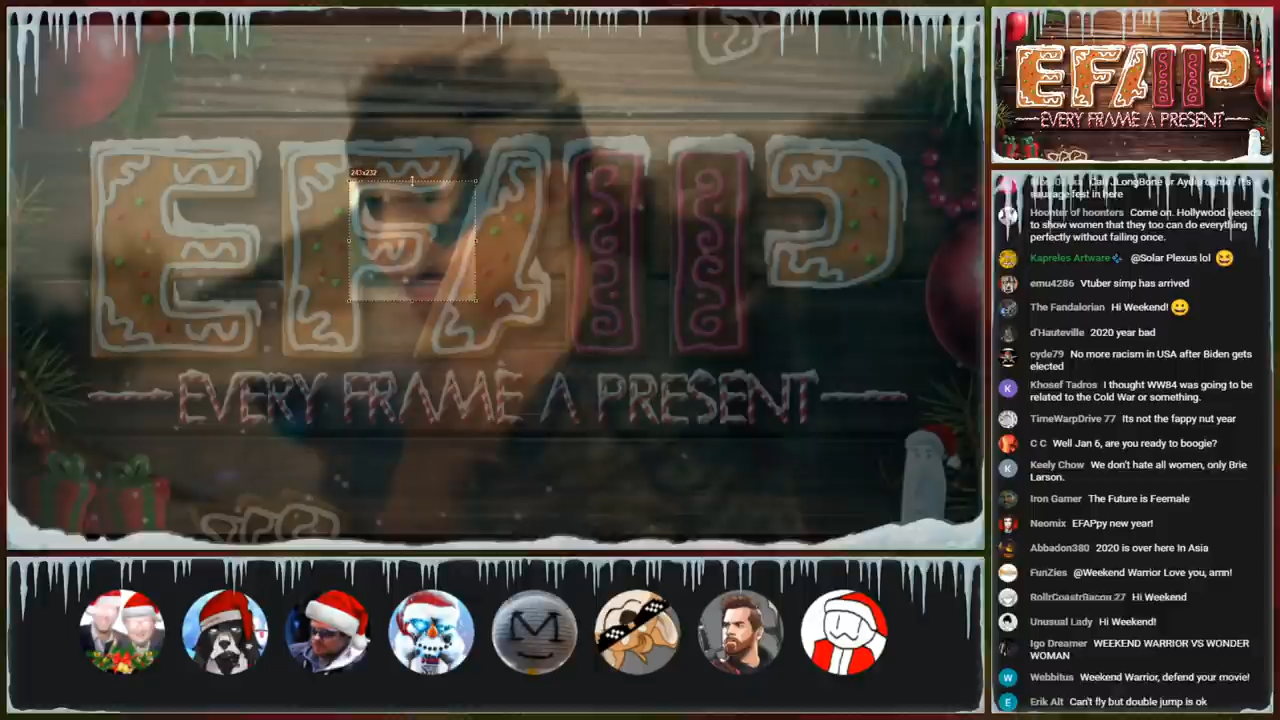 243x232
EFAP
EVERY FRAME A PRESENT
EFAP
EVERY FRAME A PRESENT
sausage fest in here
Hoonter of hoonters Come on. Hollywood
to show women that they too can do everything
perfectly without failing once.
Kapreles Artware @Solar Plexus lol
emu4286 Vtuber simp has arrived
The Fandalorian Hi Weekend!
d'Hauteville 2020 year bad
cyde79 No more racism in USA after Biden gets
elected
K Khosef Tadros I thought WW84 was going to be
related to the Cold War or something.
TimeWarpDrive 77 Its not the fappy nut year
C C Well Jan 6, are you ready to boogie?
K Keely Chow We don't hate all women, only Brie
Larson.
Iron Gamer The Future is Feemale
Neomix EFAPpy new year!
Abbadon380 2020 is over here In Asia
FunZies @Weekend Warrior Love you, amn!
RollrCoastrBacon 27 Hi Weekend
Unusual Lady Hi Weekend!
Igo Dreamer WEEKEND WARRIOR VS WONDER
WOMAN
W Webbitus Weekend Warrior, defend your movie!
E Erik Alt Can't fly but double jump is ok
M